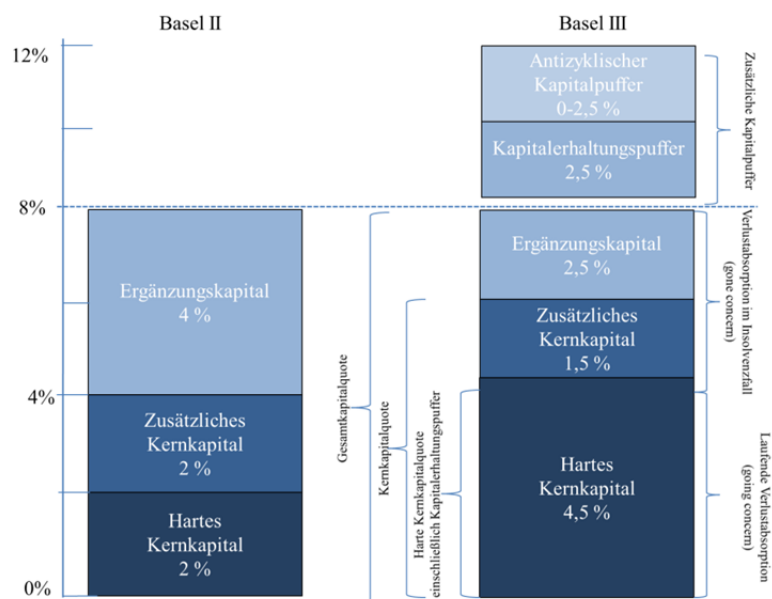 Basel II
Basel III
12%
8%
4%
0%
Ergänzungskapital
4 %
Zusätzliches
Kernkapital
2 %
Hartes
Kernkapital
2 %
Gesamtkapitalquote
Kernkapitalquote
Harte Kernkapitalquote
einschließlich Kapitalerhaltungspuffer
Antizyklischer
Kapitalpuffer
0-2,5 %
Kapitalerhaltungspuffer
2,5 %
Ergänzungskapital
2,5 %
Zusätzliches
Kernkapital
1,5 %
Hartes
Kernkapital
4,5 %
Zusätzliche Kapitalpuffer
Verlustabsorption im Insolvenzfall
(gone concern)
Laufende Verlustabsorption
(going concern)